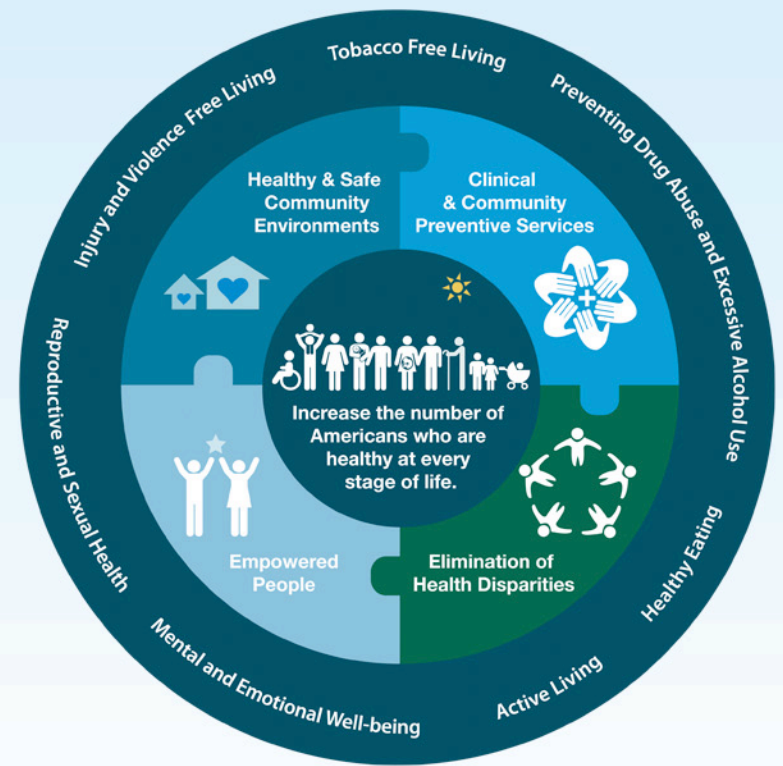 Tobacco Free Living
Preventing Drug Abuse and Excessive Alcohol Use
Healthy Eating
Active Living
Mental and Emotional Well-being
Reproductive and Sexual Health
Injury and Violence Free Living
Healthy & Safe
Community
Environments
Clinical
& Community
Preventive Services
Increase the number of
Americans who are
healthy at every
stage of life.
Empowered
People
Elimination of
Health Disparities